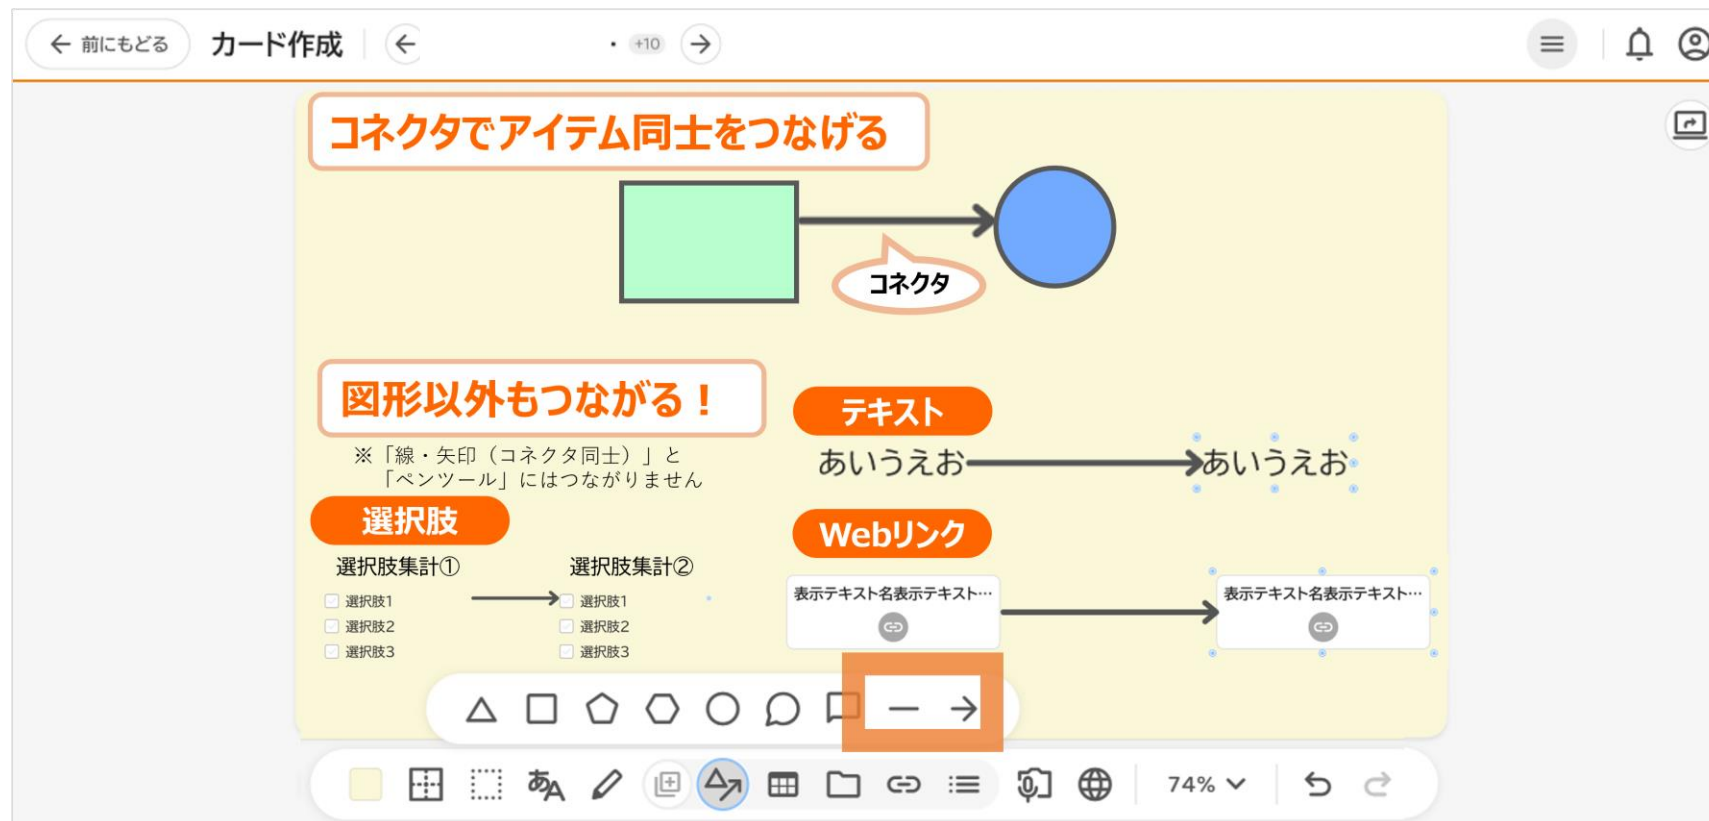 前にもどる
カード作成
+10
コネクタでアイテム同士をつなげる
コネクタ
図形以外もつながる！
※「線・矢印（コネクタ同士）」と
「ペンツール」にはつながりません
テキスト
あいうえお
あいうえお
選択肢
選択肢集計①
選択肢1
選択肢2
選択肢3
選択肢集計②
選択肢1
選択肢2
選択肢3
Webリンク
表示テキスト名表示テキスト…
表示テキスト名表示テキスト…
あA
74%